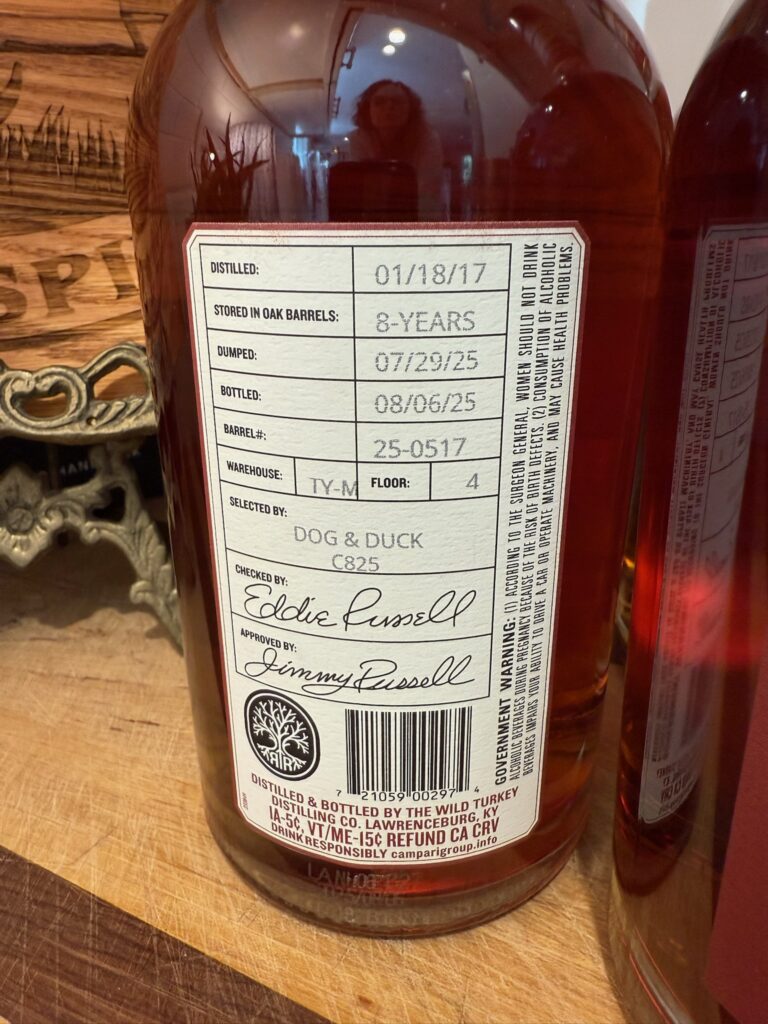 SPI
DISTILLED: 01/18/17
STORED IN OAK BARRELS: 8-YEARS
DUMPED: 07/29/25
BOTTLED: 08/06/25
BARREL#: 25-0517
WAREHOUSE: TY-M FLOOR: 4
SELECTED BY:
DOG & DUCK
C825
CHECKED BY:
Eddie Russell
APPROVED BY:
Jimmy Russell
7 21059 00297 4
DISTILLED & BOTTLED BY THE WILD TURKEY
DISTILLING CO. LAWRENCEBURG, KY
IA-5¢, VT/ME-15¢ REFUND CA CRV
DRINK RESPONSIBLY camparigroup.info
GOVERNMENT WARNING: (1) ACCORDING TO THE SURGEON GENERAL, WOMEN SHOULD NOT DRINK
ALCOHOLIC BEVERAGES DURING PREGNANCY BECAUSE OF THE RISK OF BIRTH DEFECTS. (2) CONSUMPTION OF ALCOHOLIC
BEVERAGES IMPAIRS YOUR ABILITY TO DRIVE A CAR OR OPERATE MACHINERY, AND MAY CAUSE HEALTH PROBLEMS.